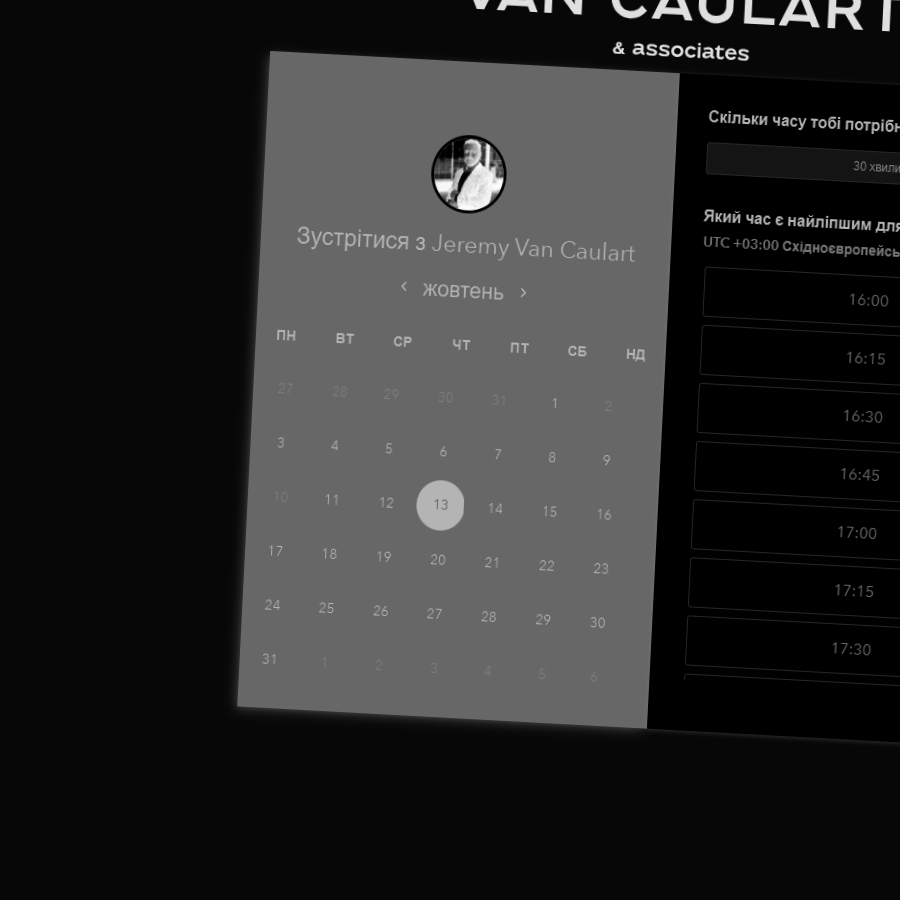 VAN CAULART
& associates
Зустрітися з Jeremy Van Caulart
‹ жовтень ›
ПН ВТ СР ЧТ ПТ СБ НД
27 28 29 30 31 1 2
3 4 5 6 7 8 9
10 11 12 13 14 15 16
17 18 19 20 21 22 23
24 25 26 27 28 29 30
31 1 2 3 4 5 6
Скільки часу тобі
30
Який час є найліпшим
UTC +03:00
16:00
16:15
16:30
16:45
17:00
17:15
17:30